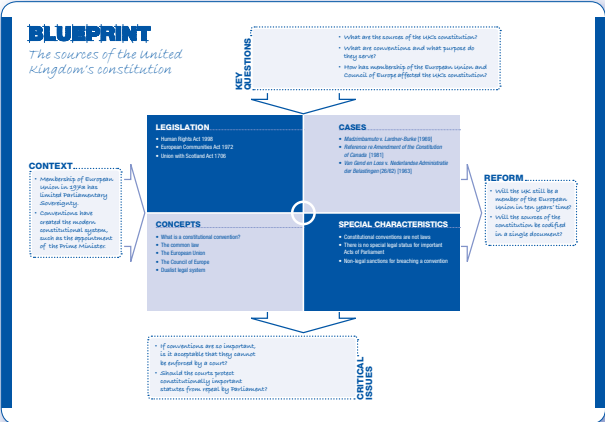 BLUEPRINT
The sources of the United
Kingdom's constitution
KEY
QUESTIONS
• What are the sources of the UKs constitution?
• What are conventions and what purpose do
they serve?
• How has membership of the European Union and
Council of Europe affected the UKs constitution?
LEGISLATION
• Human Rights Act 1998
• European Communities Act 1972
• Union with Scotland Act 1706
CASES
• Madzimbamuto v. Lardner-Burke [1969]
• Reference re Amendment of the Constitution
of Canada [1981]
• Van Gend en Loos v. Nederlandse Administratie
der Belastingen (26/62) [1963]
CONTEXT
• Membership of European
Union in 1972 has
limited Parliamentary
Sovereignty.
• Conventions have
created the modern
constitutional system,
such as the appointment
of the Prime Minister.
REFORM
• Will the UK still be a
member of the European
Union in ten years' time?
• Will the sources of the
constitution be codified
in a single document?
CONCEPTS
• What is a constitutional convention?
• The common law
• The European Union
• The Council of Europe
• Dualist legal system
SPECIAL CHARACTERISTICS
• Constitutional conventions are not laws
• There is no special legal status for important
Acts of Parliament
• Non-legal sanctions for breaching a convention
• If conventions are so important,
is it acceptable that they cannot
be enforced by a court?
• Should the courts protect
constitutionally important
statutes from repeal by Parliament?
CRITICAL
ISSUES